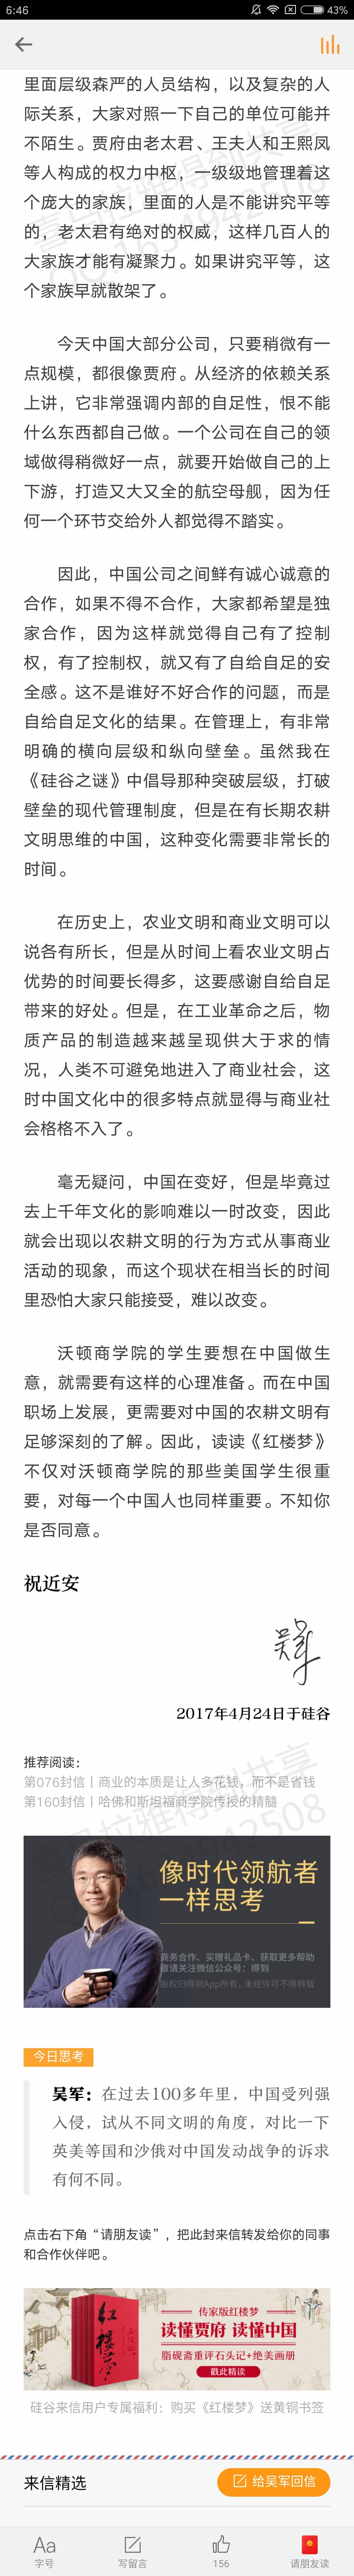 6:46
43%
里面层级森严的人员结构，以及复杂的人
际关系，大家对照一下自己的单位可能并
不陌生。贾府由老太君、王夫人和王熙凤
等人构成的权力中枢，一级级地管理着这
个庞大的家族，里面的人是不能讲究平等
的，老太君有绝对的权威，这样几百人的
大家族才能有凝聚力。如果讲究平等，这
个家族早就散架了。
今天中国大部分公司，只要稍微有一
点规模，都很像贾府。从经济的依赖关系
上讲，它非常强调内部的自足性，恨不能
什么东西都自己做。一个公司在自己的领
域做得稍微好一点，就要开始做自己的上
下游，打造又大又全的航空母舰，因为任
何一个环节交给外人都觉得不踏实。
因此，中国公司之间鲜有诚心诚意的
合作，如果不得不合作，大家都希望是独
家合作，因为这样就觉得自己有了控制
权，有了控制权，就又有了自给自足的安
全感。这不是谁好不好合作的问题，而是
自给自足文化的结果。在管理上，有非常
明确的横向层级和纵向壁垒。虽然我在
《硅谷之谜》中倡导那种突破层级，打破
壁垒的现代管理制度，但是在有长期农耕
文明思维的中国，这种变化需要非常长的
时间。
在历史上，农业文明和商业文明可以
说各有所长，但是从时间上看农业文明占
优势的时间要长得多，这要感谢自给自足
带来的好处。但是，在工业革命之后，物
质产品的制造越来越呈现供大于求的情
况，人类不可避免地进入了商业社会，这
时中国文化中的很多特点就显得与商业社
会格格不入了。
毫无疑问，中国在变好，但是毕竟过
去上千年文化的影响难以一时改变，因此
就会出现以农耕文明的行为方式从事商业
活动的现象，而这个现状在相当长的时间
里恐怕大家只能接受，难以改变。
沃顿商学院的学生要想在中国做生
意，就需要有这样的心理准备。而在中国
职场上发展，更需要对中国的农耕文明有
足够深刻的了解。因此，读读《红楼梦》
不仅对沃顿商学院的那些美国学生很重
要，对每一个中国人也同样重要。不知你
是否同意。
祝近安
吴军
2017年4月24日于硅谷
推荐阅读：
第076封信丨商业的本质是让人多花钱，而不是省钱
第160封信丨哈佛和斯坦福商学院传授的精髓
像时代领航者
一样思考
商务合作、买赠礼品卡、获取更多帮助
敬请关注微信公众号：得到
版权归得到App所有，未经许可不得转载
今日思考
吴军：在过去100多年里，中国受列强
入侵，试从不同文明的角度，对比一下
英美等国和沙俄对中国发动战争的诉求
有何不同。
点击右下角“请朋友读”，把此封来信转发给你的同事
和合作伙伴吧。
红楼梦
传家版红楼梦
读懂贾府 读懂中国
脂砚斋重评石头记+绝美画册
戳此精读
硅谷来信用户专属福利：购买《红楼梦》送黄铜书签
来信精选
给吴军回信
Aa
字号
写留言
156
请朋友读